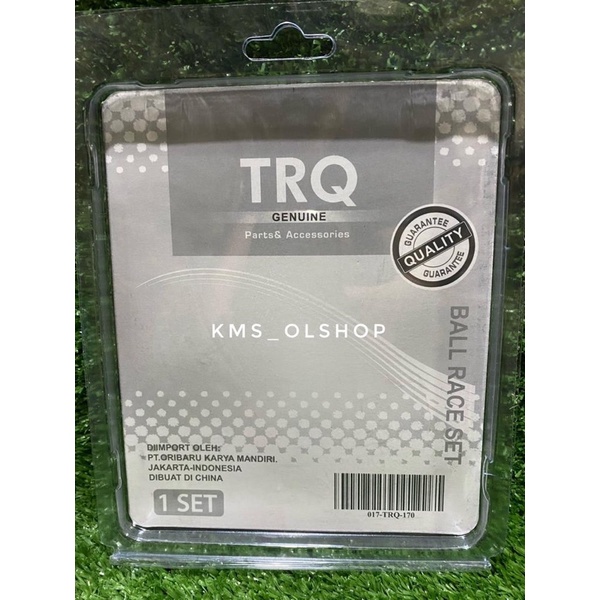 TRQ
GENUINE
Parts& Accessories
GUARANTEE
QUALITY
GUARANTEE
KMS_OLSHOP
BALL RACE SET
DIIMPORT OLEH:
PT.ORIBARU KARYA MANDIRI.
JAKARTA-INDONESIA
DIBUAT DI CHINA
1 SET
017-TRQ-170